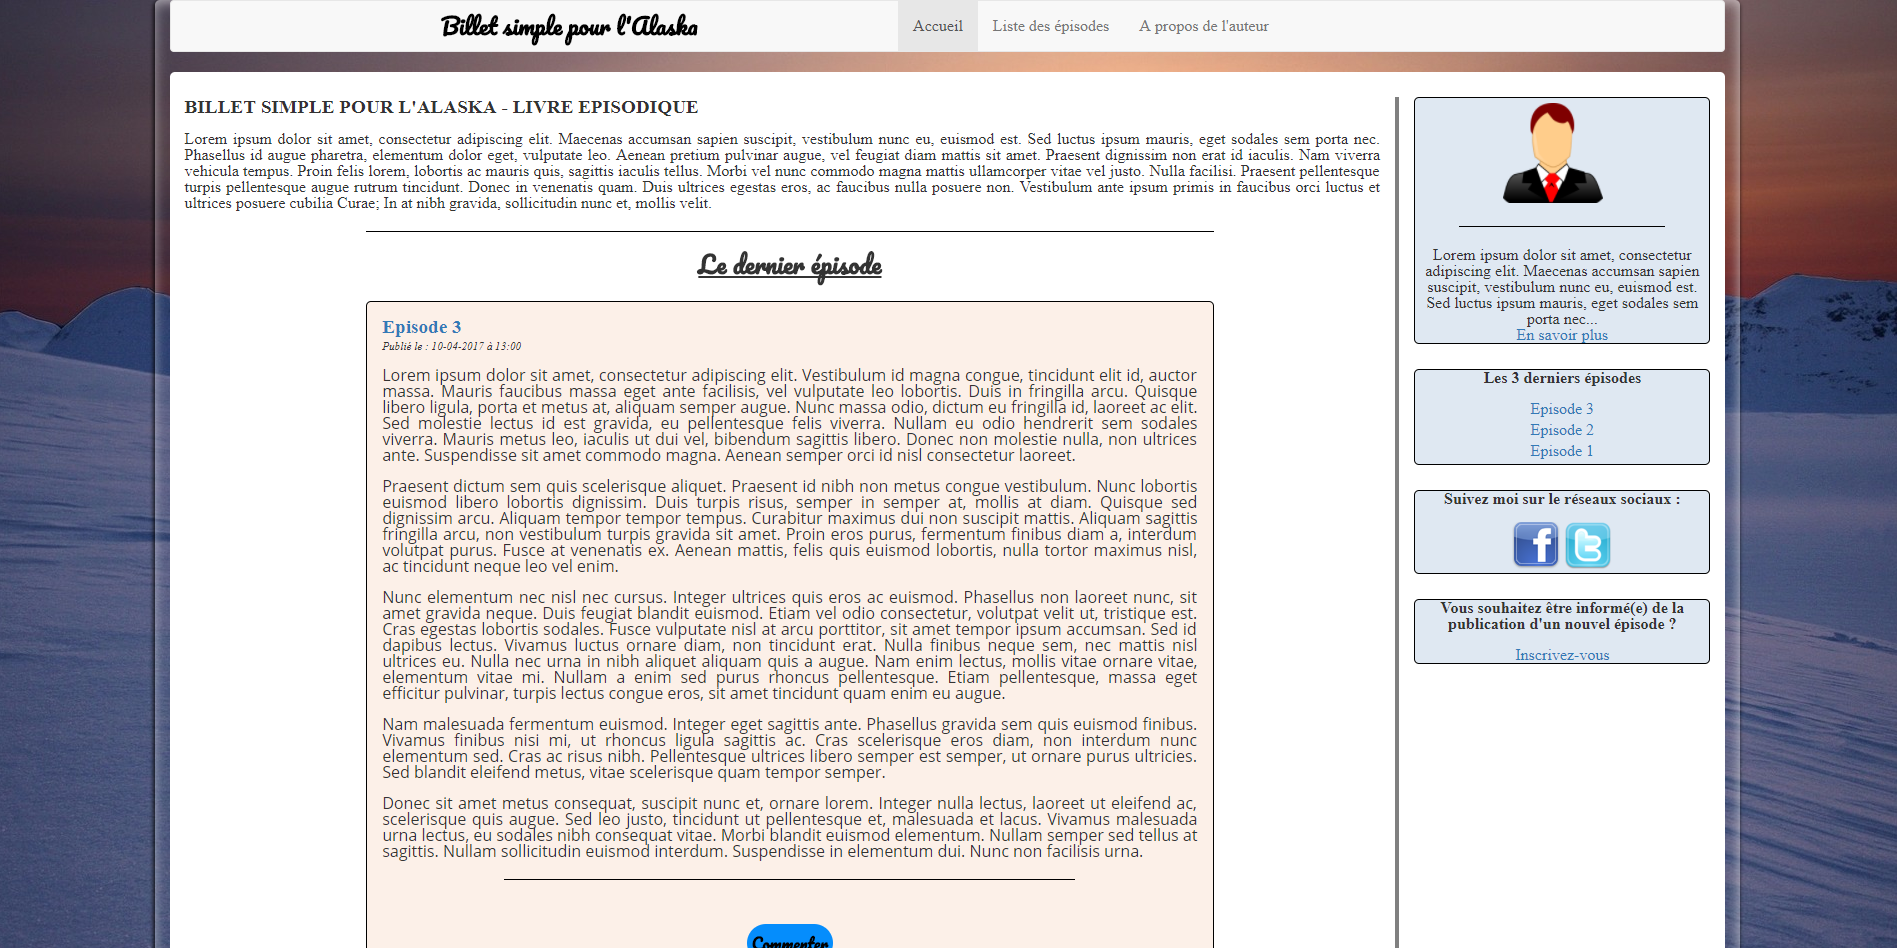 Billet simple pour l'Alaska
Accueil
Liste des épisodes
A propos de l'auteur
BILLET SIMPLE POUR L'ALASKA - LIVRE EPISODIQUE
Lorem ipsum dolor sit amet, consectetur adipiscing elit. Maecenas accumsan sapien suscipit, vestibulum nunc eu, euismod est. Sed luctus ipsum mauris, eget sodales sem porta nec.
Phasellus id augue pharetra, elementum dolor eget, vulputate leo. Aenean pretium pulvinar augue, vel feugiat diam mattis sit amet. Praesent dignissim non erat id iaculis. Nam viverra
vehicula tempus. Proin felis lorem, lobortis ac mauris quis, sagittis iaculis tellus. Morbi vel nunc commodo magna mattis ullamcorper vitae vel justo. Nulla facilisi. Praesent pellentesque
turpis pellentesque augue rutrum tincidunt. Donec in venenatis quam. Duis ultrices egestas eros, ac faucibus nulla posuere non. Vestibulum ante ipsum primis in faucibus orci luctus et
ultrices posuere cubilia Curae; In at nibh gravida, sollicitudin nunc et, mollis velit.
Le dernier épisode
Episode 3
Publié le : 10-04-2017 à 13:00
Lorem ipsum dolor sit amet, consectetur adipiscing elit. Vestibulum id magna congue, tincidunt elit id, auctor
massa. Mauris faucibus massa eget ante facilisis, vel vulputate leo lobortis. Duis in fringilla arcu. Quisque
libero ligula, porta et metus at, aliquam semper augue. Nunc massa odio, dictum eu fringilla id, laoreet ac elit.
Sed molestie lectus id est gravida, eu pellentesque felis viverra. Nullam eu odio hendrerit sem sodales
viverra. Mauris metus leo, iaculis ut dui vel, bibendum sagittis libero. Donec non molestie nulla, non ultrices
ante. Suspendisse sit amet commodo magna. Aenean semper orci id nisl consectetur laoreet.
Praesent dictum sem quis scelerisque aliquet. Praesent id nibh non metus congue vestibulum. Nunc lobortis
euismod libero lobortis dignissim. Duis turpis risus, semper in semper at, mollis at diam. Quisque sed
dignissim arcu. Aliquam tempor tempor tempus. Curabitur maximus dui non suscipit mattis. Aliquam sagittis
fringilla arcu, non vestibulum turpis gravida sit amet. Proin eros purus, fermentum finibus diam a, interdum
volutpat purus. Fusce at venenatis ex. Aenean mattis, felis quis euismod lobortis, nulla tortor maximus nisl,
ac tincidunt neque leo vel enim.
Nunc elementum nec nisl nec cursus. Integer ultrices quis eros ac euismod. Phasellus non laoreet nunc, sit
amet gravida neque. Duis feugiat blandit euismod. Etiam vel odio consectetur, volutpat velit ut, tristique est.
Cras egestas lobortis sodales. Fusce vulputate nisl at arcu porttitor, sit amet tempor ipsum accumsan. Sed id
dapibus lectus. Vivamus luctus ornare diam, non tincidunt erat. Nulla finibus neque sem, nec mattis nisl
ultrices eu. Nulla nec urna in nibh aliquet aliquam quis a augue. Nam enim lectus, mollis vitae ornare vitae,
elementum vitae mi. Nullam a enim sed purus rhoncus pellentesque. Etiam pellentesque, massa eget
efficitur pulvinar, turpis lectus congue eros, sit amet tincidunt quam enim eu augue.
Nam malesuada fermentum euismod. Integer eget sagittis ante. Phasellus gravida sem quis euismod finibus.
Vivamus finibus nisi mi, ut rhoncus ligula sagittis ac. Cras scelerisque eros diam, non interdum nunc
elementum sed. Cras ac risus nibh. Pellentesque ultrices libero semper est semper, ut ornare purus ultricies.
Sed blandit eleifend metus, vitae scelerisque quam tempor semper.
Donec sit amet metus consequat, suscipit nunc et, ornare lorem. Integer nulla lectus, laoreet ut eleifend ac,
scelerisque quis augue. Sed leo justo, tincidunt ut pellentesque et, malesuada et lacus. Vivamus malesuada
urna lectus, eu sodales nibh consequat vitae. Morbi blandit euismod elementum. Nullam semper sed tellus at
sagittis. Nullam sollicitudin euismod interdum. Suspendisse in elementum dui. Nunc non facilisis urna.
Commenter
Lorem ipsum dolor sit amet, consectetur
adipiscing elit. Maecenas accumsan sapien
suscipit, vestibulum nunc eu, euismod est.
Sed luctus ipsum mauris, eget sodales sem
porta nec...
En savoir plus
Les 3 derniers épisodes
Episode 3
Episode 2
Episode 1
Suivez moi sur le réseaux sociaux :
Vous souhaitez être informé(e) de la
publication d'un nouvel épisode ?
Inscrivez-vous